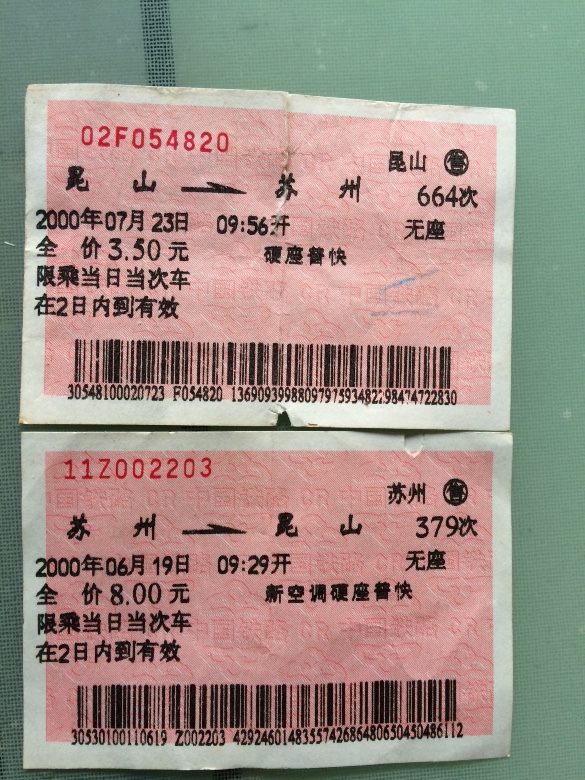 02F054820
昆山 售
昆 山 → 苏 州 664次
2000年07月23日 09:56开 无座
全 价3.50元 硬座普快
限乘当日当次车
在2日内到有效
30548100020723 F054820
11Z002203
苏州 售
苏 州 → 昆 山 379次
2000年06月19日 09:29开 无座
全 价8.00元 新空调硬座普快
限乘当日当次车
在2日内到有效
30530100110619 Z002203 4292460148355742686480650450486112